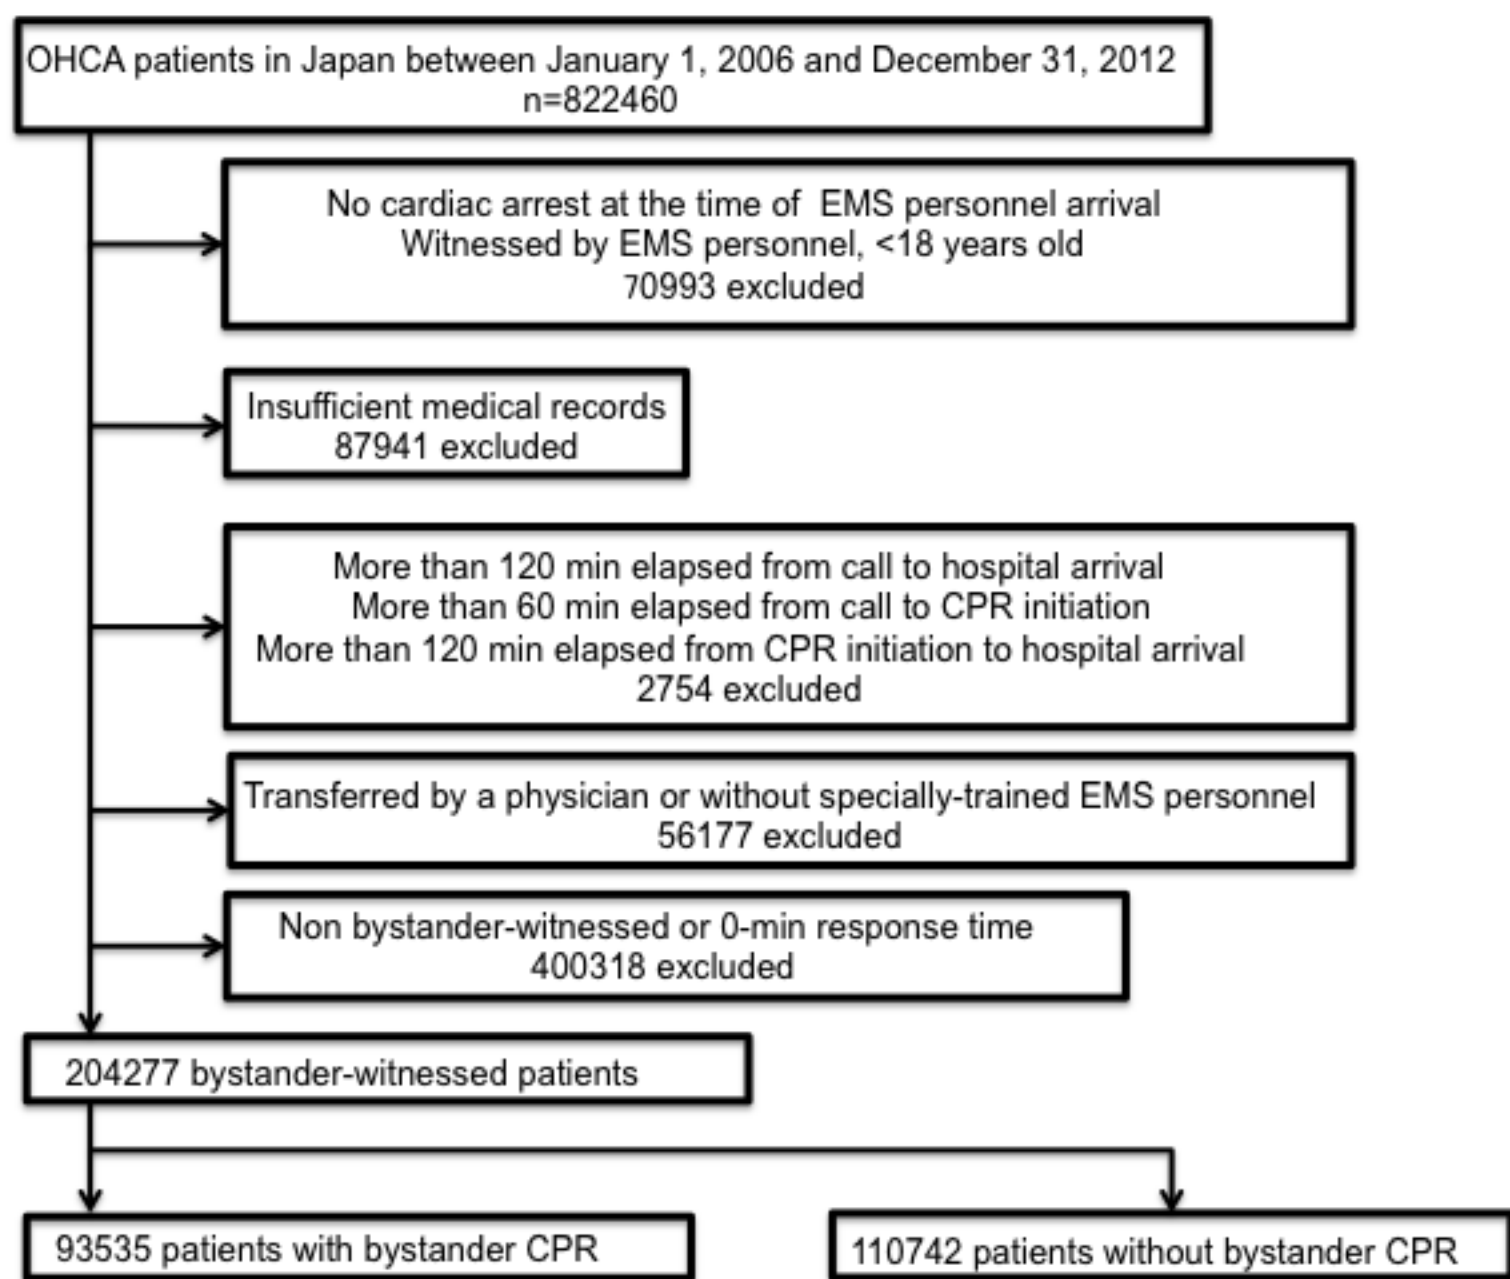 OHCA patients in Japan between January 1, 2006 and December 31, 2012
n=822460
No cardiac arrest at the time of EMS personnel arrival
Witnessed by EMS personnel, <18 years old
70993 excluded
Insufficient medical records
87941 excluded
More than 120 min elapsed from call to hospital arrival
More than 60 min elapsed from call to CPR initiation
More than 120 min elapsed from CPR initiation to hospital arrival
2754 excluded
Transferred by a physician or without specially-trained EMS personnel
56177 excluded
Non bystander-witnessed or 0-min response time
400318 excluded
204277 bystander-witnessed patients
93535 patients with bystander CPR
110742 patients without bystander CPR